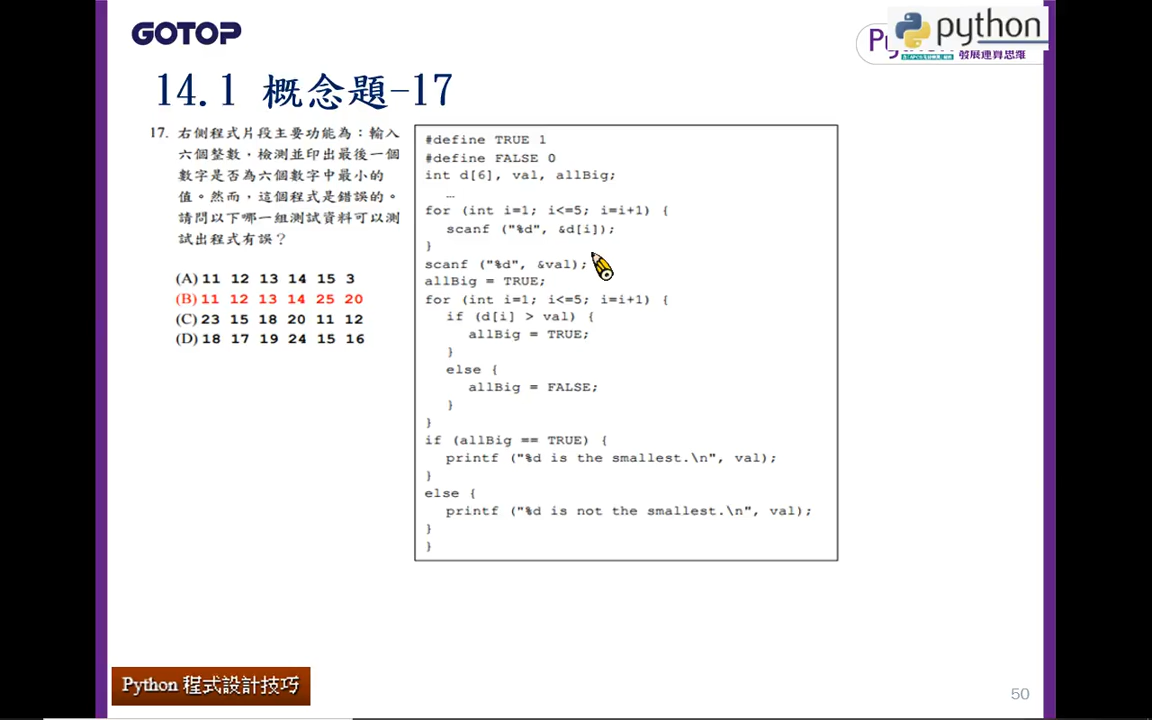 GOTOP
python
發展運算思維
14.1 概念題-17
17. 右側程式片段主要功能為：輸入
六個整數，檢測並印出最後一個
數字是否為六個數字中最小的
值。然而，這個程式是錯誤的。
請問以下哪一組測試資料可以測
試出程式有誤？
(A) 11 12 13 14 15 3
(B) 11 12 13 14 25 20
(C) 23 15 18 20 11 12
(D) 18 17 19 24 15 16
#define TRUE 1
#define FALSE 0
int d[6], val, allBig;
…
for (int i=1; i<=5; i=i+1) {
scanf ("%d", &d[i]);
}
scanf ("%d", &val);
allBig = TRUE;
for (int i=1; i<=5; i=i+1) {
if (d[i] > val) {
allBig = TRUE;
}
else {
allBig = FALSE;
}
}
if (allBig == TRUE) {
printf ("%d is the smallest.\n", val);
}
else {
printf ("%d is not the smallest.\n", val);
}
}
Python 程式設計技巧
50